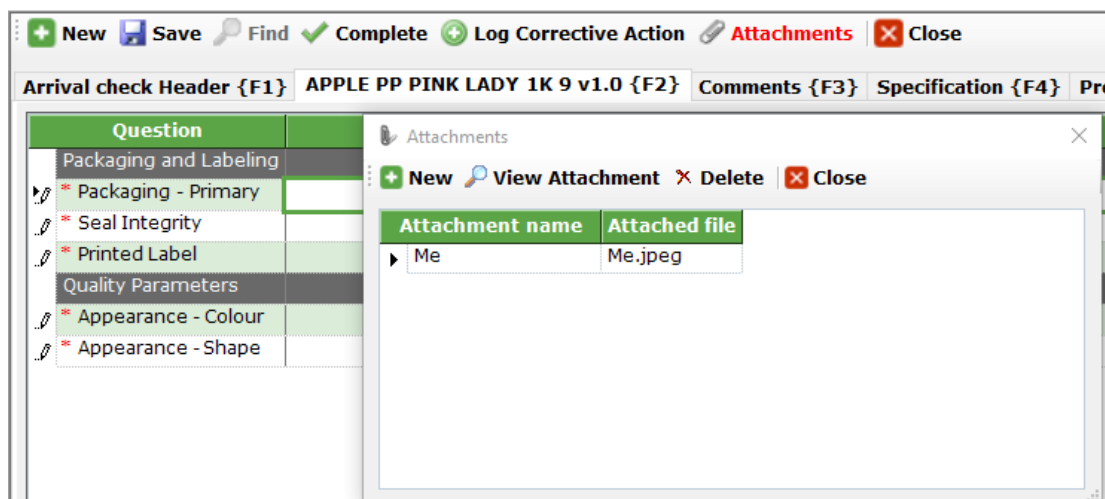 New Save Find Complete Log Corrective Action Attachments Close
Arrival check Header {F1} APPLE PP PINK LADY 1K 9 v1.0 {F2} Comments {F3} Specification {F4}
Question
Packaging and Labeling
* Packaging - Primary
* Seal Integrity
* Printed Label
Quality Parameters
* Appearance - Colour
* Appearance - Shape
Attachments
New View Attachment Delete Close
Attachment name Attached file
Me Me.jpeg